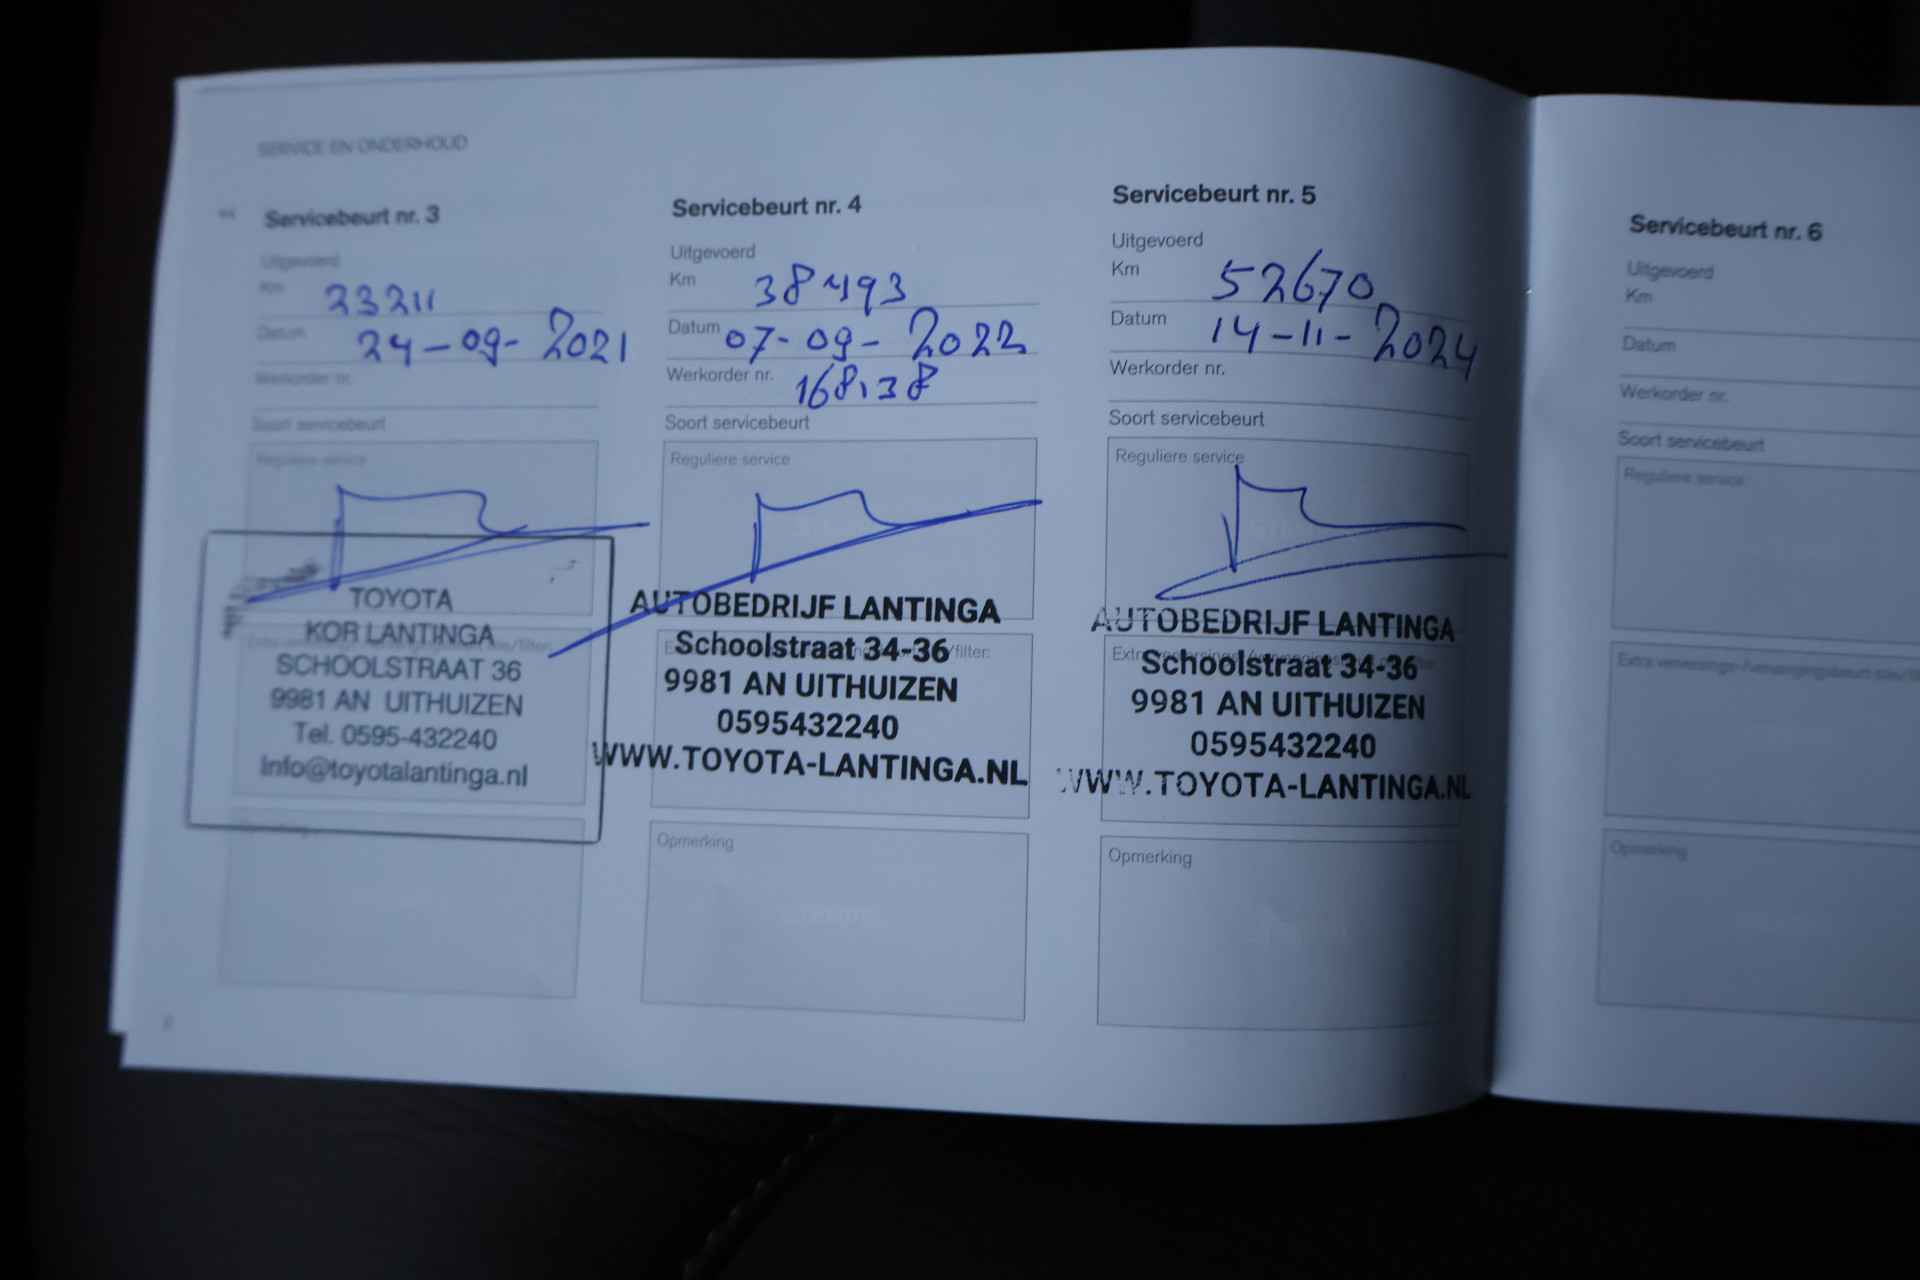 SERVICE EN ONDERHOUD
Servicebeurt nr. 3
Uitgevoerd
Km 23211
Datum 24-09-2021
Werkorder nr.
Soort servicebeurt
Reguliere service
TOYOTA
KOR LANTINGA
SCHOOLSTRAAT 36
9981 AN UITHUIZEN
Tel. 0595-432240
Info@toyotalantinga.nl
Servicebeurt nr. 4
Uitgevoerd
Km 38493
Datum 07-09-2022
Werkorder nr. 168138
Soort servicebeurt
Reguliere service
AUTOBEDRIJF LANTINGA
Schoolstraat 34-36
9981 AN UITHUIZEN
0595432240
WWW.TOYOTA-LANTINGA.NL
Opmerking
Servicebeurt nr. 5
Uitgevoerd
Km 52670
Datum 14-11-2024
Werkorder nr.
Soort servicebeurt
Reguliere service
AUTOBEDRIJF LANTINGA
Schoolstraat 34-36
9981 AN UITHUIZEN
0595432240
WWW.TOYOTA-LANTINGA.NL
Opmerking
Servicebeurt nr. 6
Uitgevoerd
Km
Datum
Werkorder nr.
Soort servicebeurt
Reguliere service
Opmerking